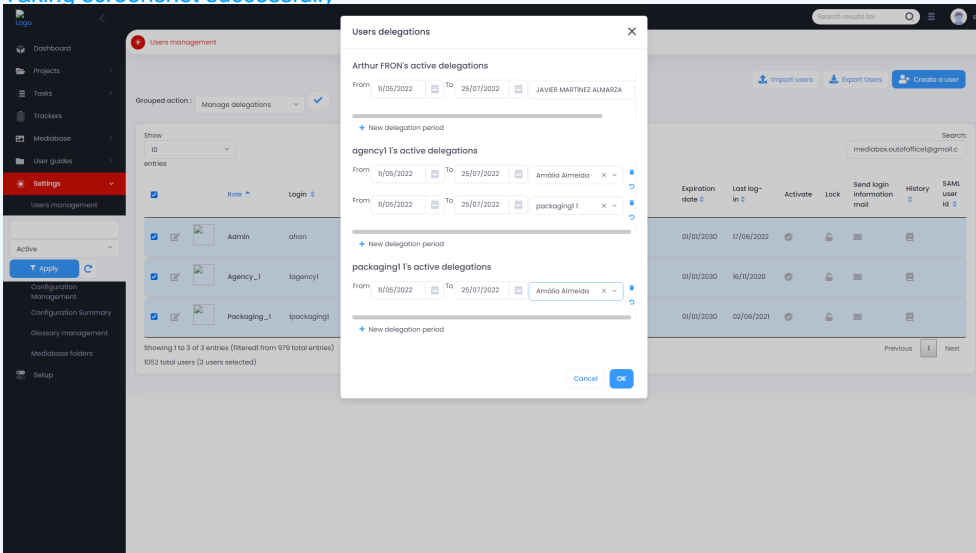 Taking screenshot successfully
Logo
Search results for
Dashboard
Projects
Tasks
Trackers
Mediabase
User guides
Settings
Users management
Active
Apply
Configuration
Management
Configuration Summary
Glossary management
Mediabase folders
Setup
Users management
Import users
Export Users
Create a user
Grouped action :
Manage delegations
Show
10
entries
Search:
mediabox.outofoffice1@gmail.c
Role
Login
Expiration
date
Last log-
in
Activate
Lock
Send login
information
mail
History
SAML
user
id
Admin
afron
01/01/2030
17/06/2022
Agency_1
1agency1
01/01/2030
16/11/2020
Packaging_1
1packaging1
01/01/2030
02/06/2021
Showing 1 to 3 of 3 entries (filtered1 from 979 total entries)
1052 total users (3 users selected)
Previous 1 Next
Users delegations
Arthur FRON's active delegations
From 11/05/2022 To 25/07/2022 JAVIER MARTÍNEZ ALMARZA
+ New delegation period
agency1 1's active delegations
From 11/05/2022 To 25/07/2022 Amália Almeida
From 11/05/2022 To 25/07/2022 packaging1 1
+ New delegation period
packaging1 1's active delegations
From 11/05/2022 To 25/07/2022 Amália Almeida
+ New delegation period
Cancel OK